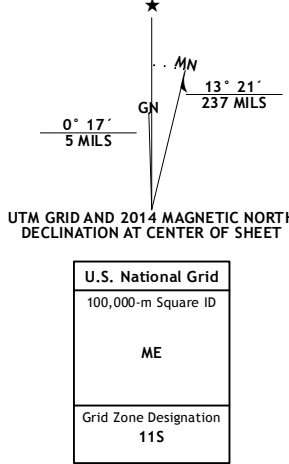 ★
MN
GN
13° 21´
237 MILS
0° 17´
5 MILS
UTM GRID AND 2014 MAGNETIC NORTH
DECLINATION AT CENTER OF SHEET
U.S. National Grid
100,000-m Square ID
ME
Grid Zone Designation
11S